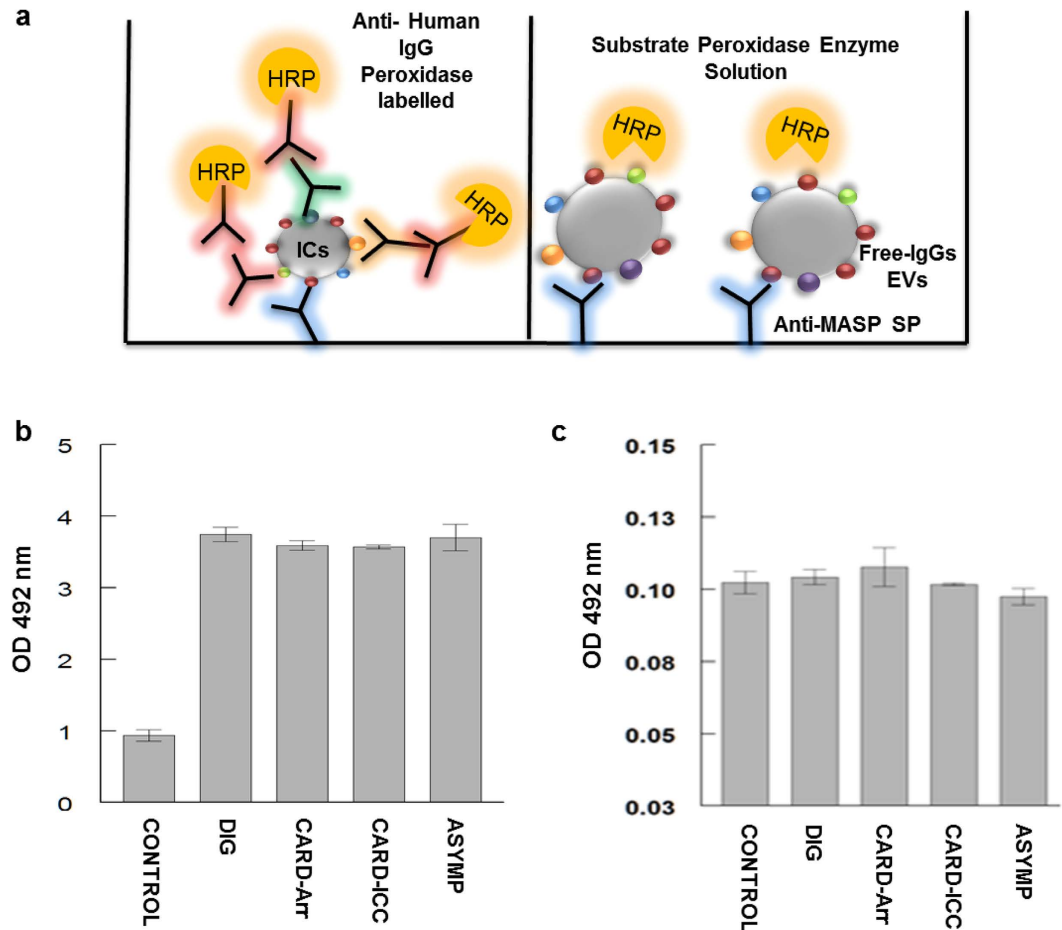 a
Anti- Human
IgG
Peroxidase
labelled
HRP
HRP
HRP
ICs
Substrate Peroxidase Enzyme
Solution
HRP
HRP
Free-IgGs
EVs
Anti-MASP SP
b
OD 492 nm
5
4
3
2
1
0
CONTROL
DIG
CARD-Arr
CARD-ICC
ASYMP
c
OD 492 nm
0.15
0.13
0.10
0.08
0.05
0.03
CONTROL
DIG
CARD-Arr
CARD-ICC
ASYMP